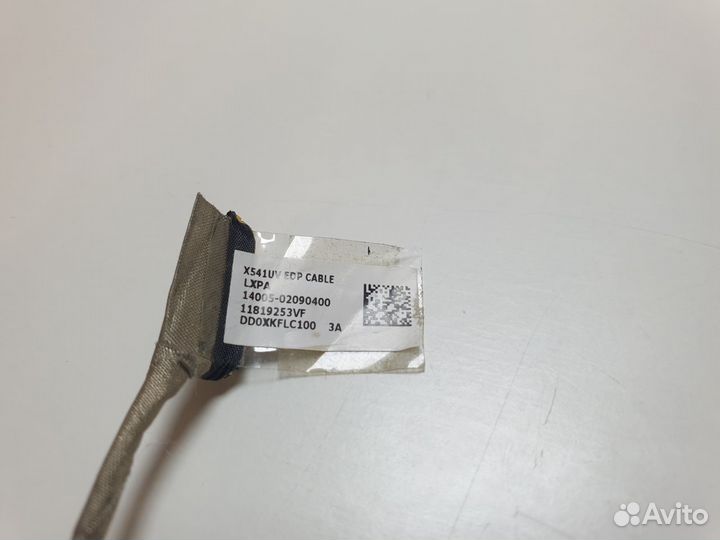 X541UV EDP CABLE
LXPA
14005-02090400
11819253VF
DD0XKFLC100 3A
Avito